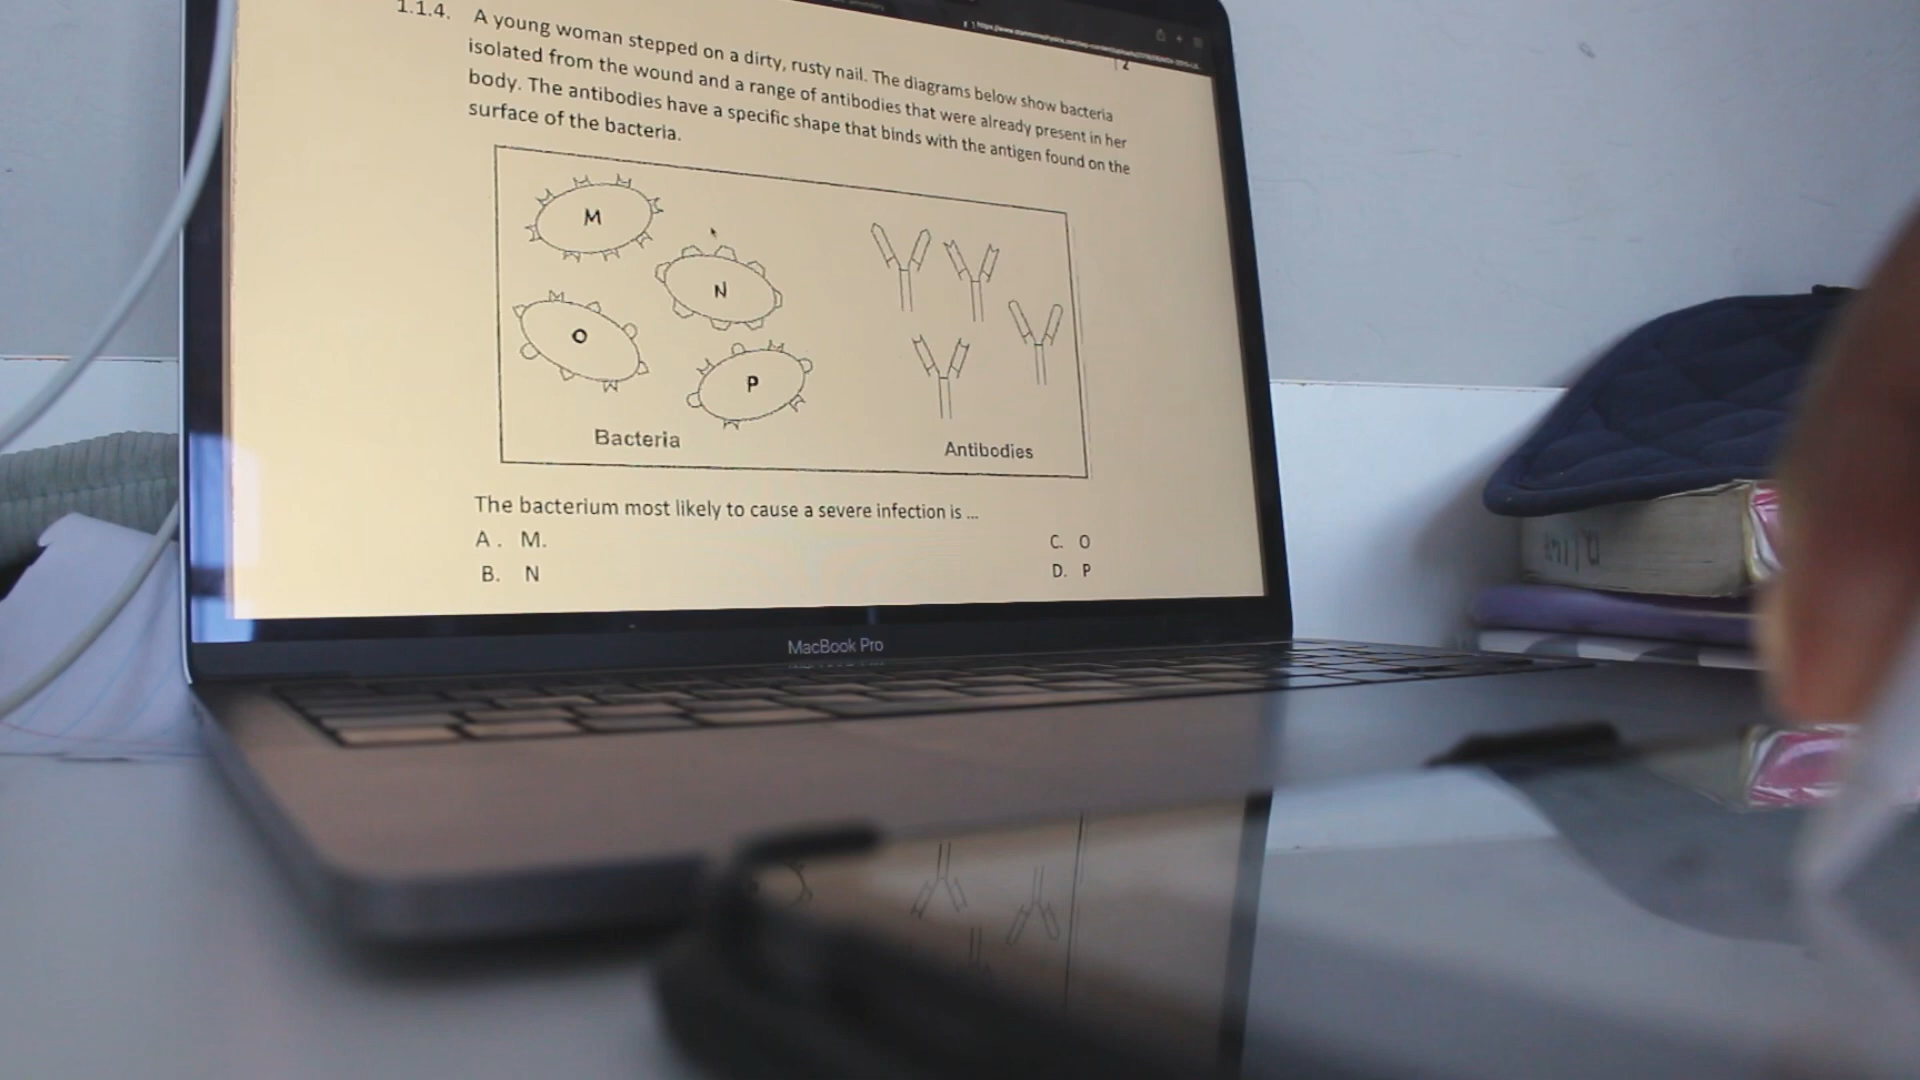 1.1.4. A young woman stepped on a dirty, rusty nail. The diagrams below show bacteria
isolated from the wound and a range of antibodies that were already present in her
body. The antibodies have a specific shape that binds with the antigen found on the
surface of the bacteria.
2
M
N
O
P
Bacteria
Antibodies
The bacterium most likely to cause a severe infection is ...
A. M.
B. N
C. O
D. P
MacBook Pro